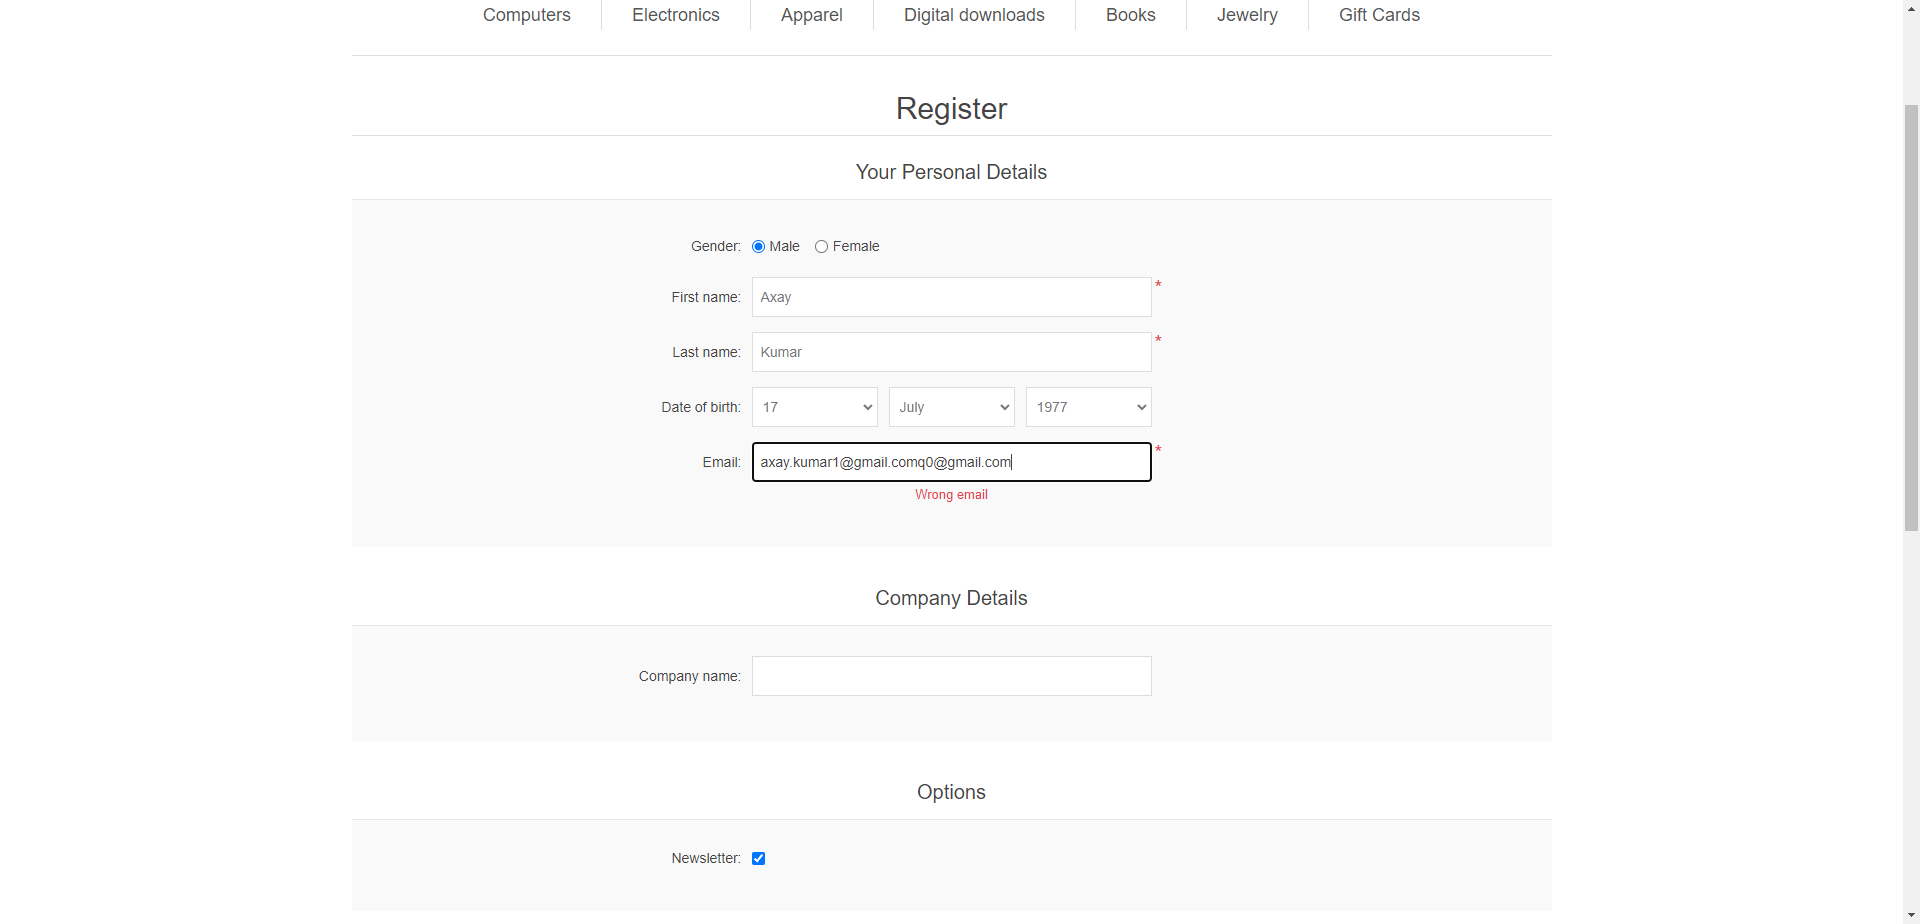 Computers Electronics Apparel Digital downloads Books Jewelry Gift Cards
Register
Your Personal Details
Gender: Male Female
First name: Axay *
Last name: Kumar *
Date of birth: 17 July 1977
Email: axay.kumar1@gmail.comq0@gmail.com *
Wrong email
Company Details
Company name:
Options
Newsletter: